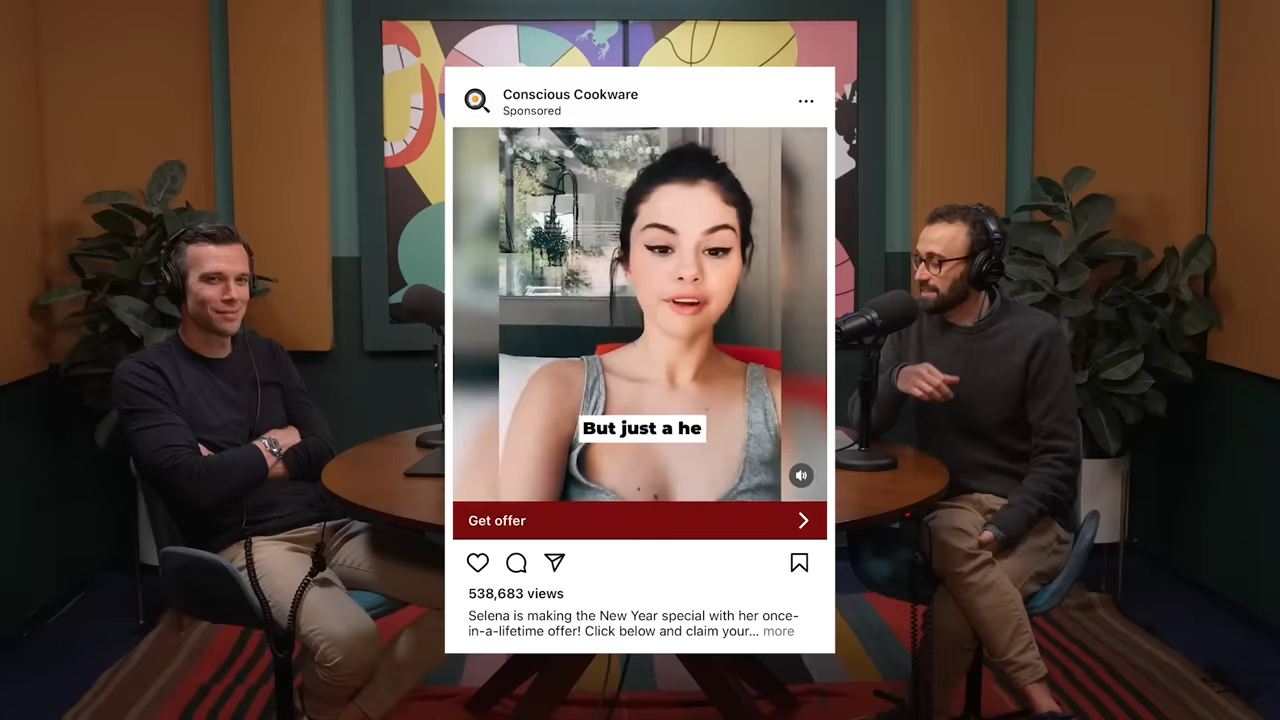 Conscious Cookware
Sponsored
But just a he
Get offer
538,683 views
Selena is making the New Year special with her once-
in-a-lifetime offer! Click below and claim your... more